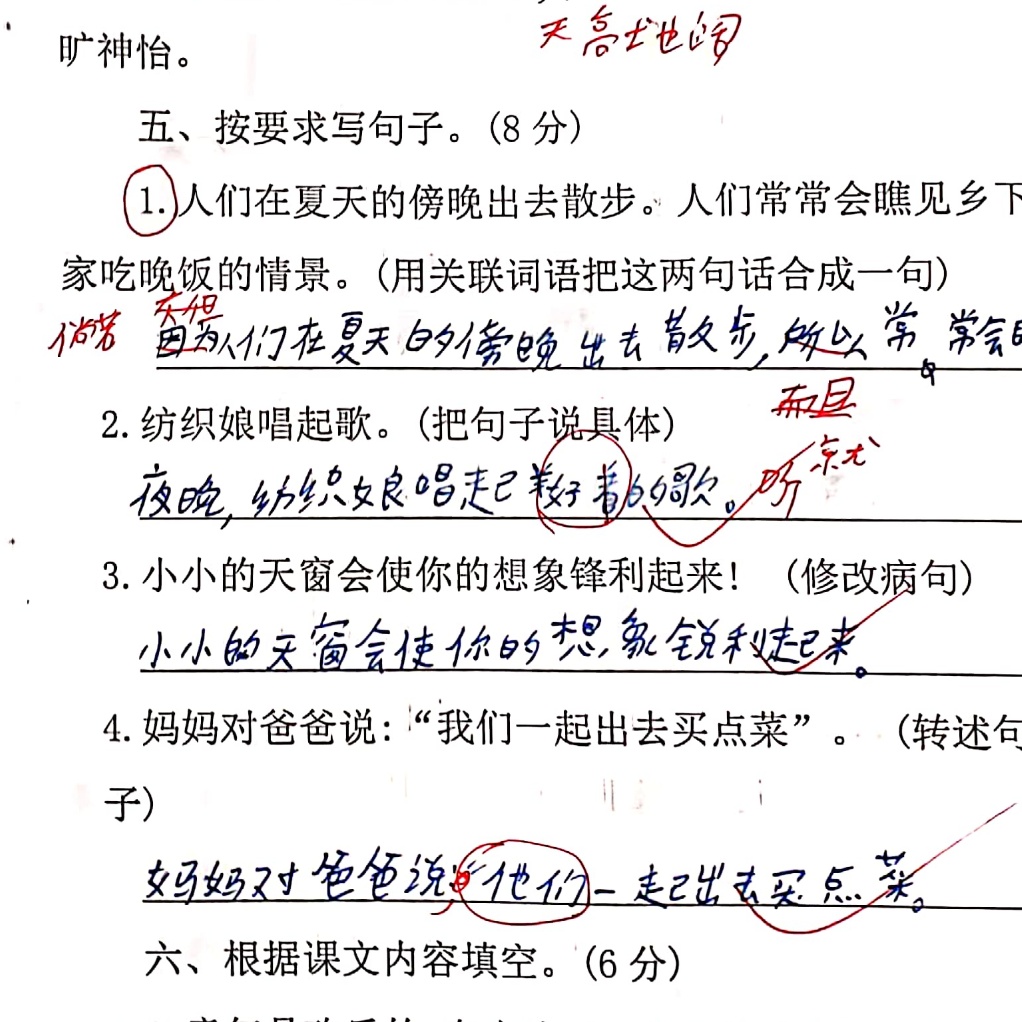 天高地阔
旷神怡。
五、按要求写句子。(8分)
1.人们在夏天的傍晚出去散步。人们常常会瞧见乡下
家吃晚饭的情景。(用关联词语把这两句话合成一句)
倘若 不但
因为人们在夏天的傍晚出去散步,所以常常会
而且
2.纺织娘唱起歌。(把句子说具体)
夜晚,纺织娘唱起好着的歌。听
3.小小的天窗会使你的想象锋利起来! (修改病句)
小小的天窗会使你的想象锐利起来。
4.妈妈对爸爸说:“我们一起出去买点菜”。 (转述句
子)
妈妈对爸爸说,他们一起出去买点菜。
六、根据课文内容填空。(6分)